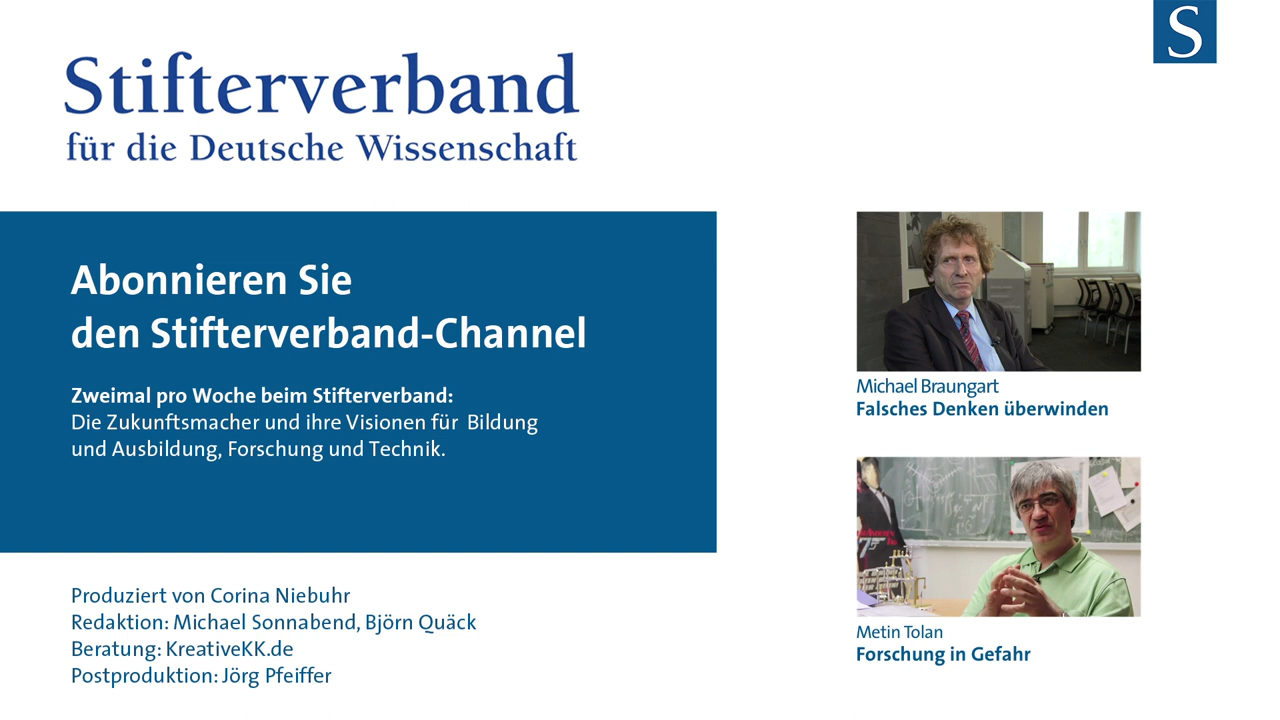 S
Stifterverband
für die Deutsche Wissenschaft
Abonnieren Sie
den Stifterverband-Channel
Zweimal pro Woche beim Stifterverband:
Die Zukunftsmacher und ihre Visionen für Bildung
und Ausbildung, Forschung und Technik.
Produziert von Corina Niebuhr
Redaktion: Michael Sonnabend, Björn Quäck
Beratung: KreativeKK.de
Postproduktion: Jörg Pfeiffer
Michael Braungart
Falsches Denken überwinden
Metin Tolan
Forschung in Gefahr